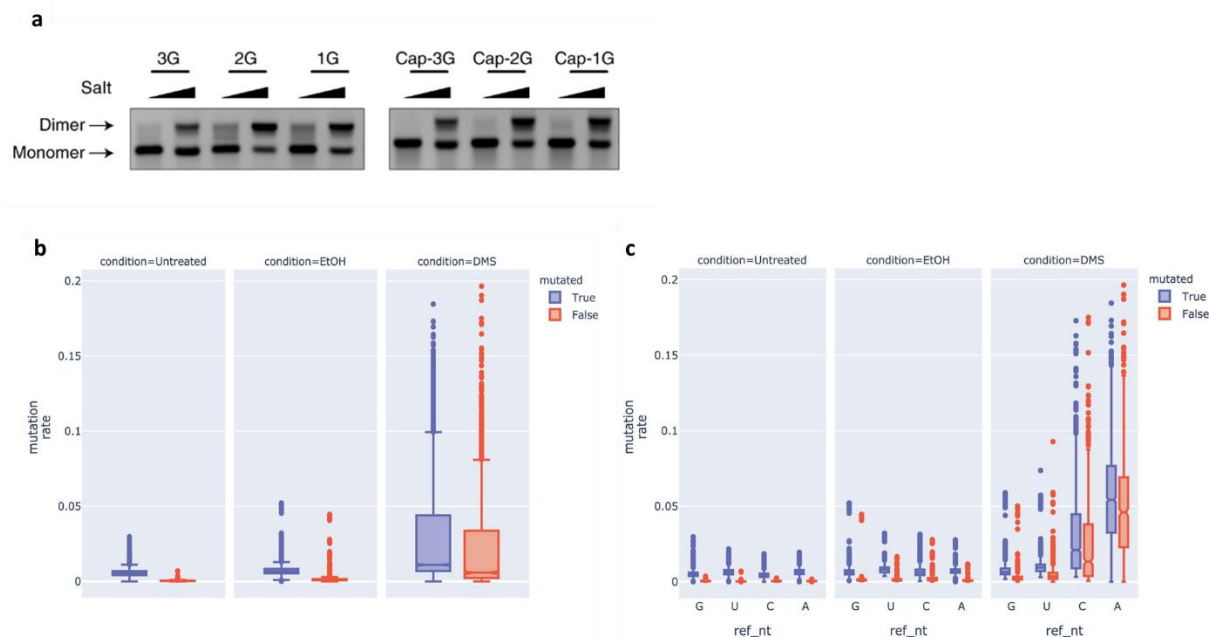 a
3G 2G 1G Cap-3G Cap-2G Cap-1G
Salt
Dimer →
Monomer →
b
condition=Untreated condition=EtOH condition=DMS
mutated
True
False
0.2
0.15
0.1
0.05
0
mutation
rate
c
condition=Untreated condition=EtOH condition=DMS
mutated
True
False
0.2
0.15
0.1
0.05
0
mutation
rate
G U C A G U C A G U C A
ref_nt ref_nt ref_nt